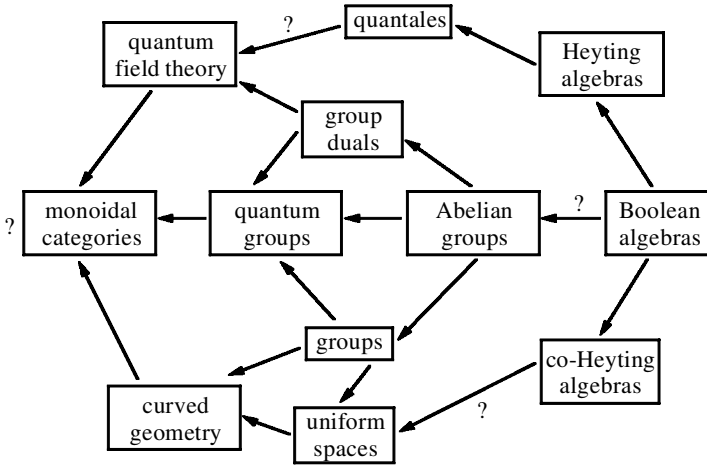 quantales
?
quantum
field theory
Heyting
algebras
group
duals
?
monoidal
categories
quantum
groups
Abelian
groups
?
Boolean
algebras
groups
co-Heyting
algebras
curved
geometry
uniform
spaces
?